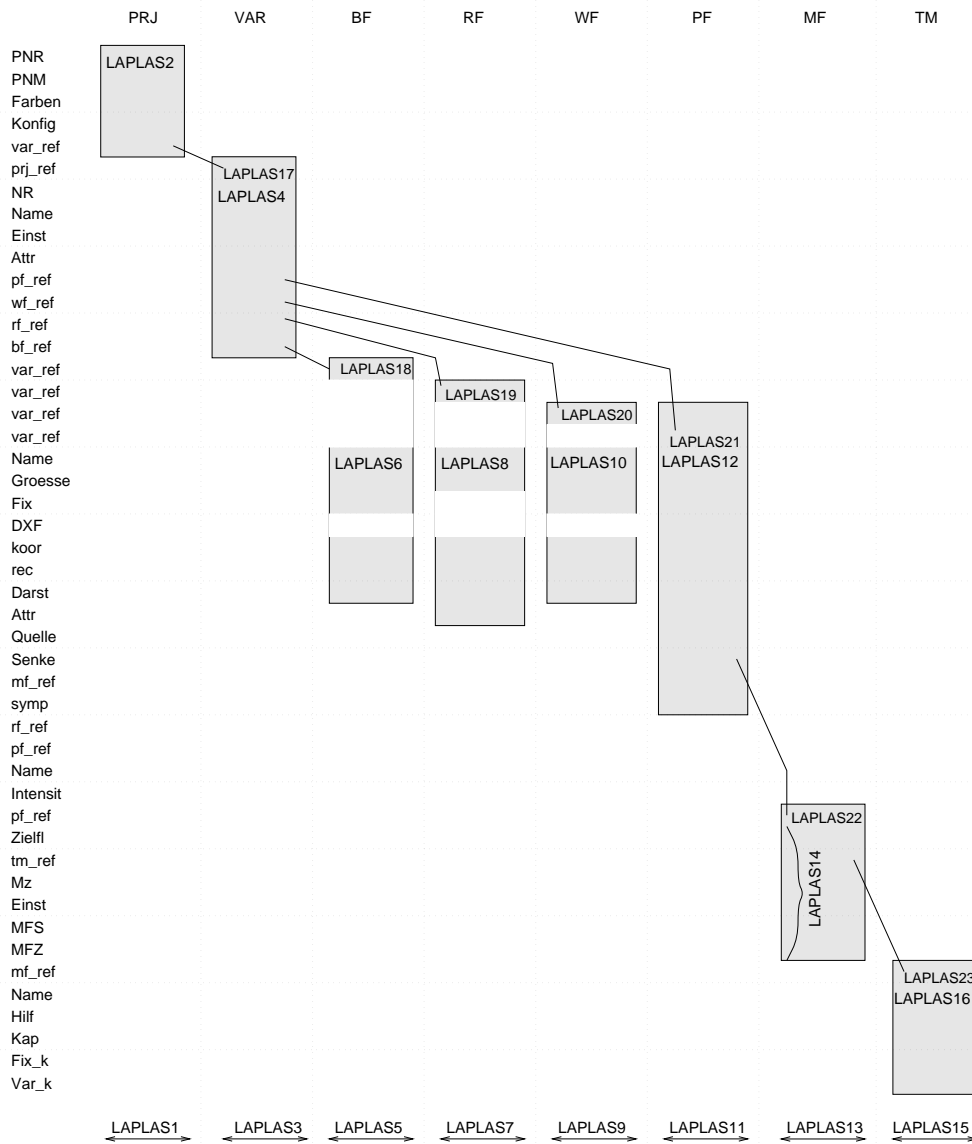 PRJ VAR BF RF WF PF MF TM
PNR LAPLAS2
PNM
Farben
Konfig
var_ref
prj_ref LAPLAS17
NR LAPLAS4
Name
Einst
Attr
pf_ref
wf_ref
rf_ref
bf_ref
var_ref LAPLAS18
var_ref LAPLAS19
var_ref LAPLAS20
var_ref LAPLAS21
Name LAPLAS6 LAPLAS8 LAPLAS10 LAPLAS12
Groesse
Fix
DXF
koor
rec
Darst
Attr
Quelle
Senke
mf_ref
symp
rf_ref
pf_ref
Name
Intensit
pf_ref LAPLAS22
Zielfl
tm_ref LAPLAS14
Mz
Einst
MFS
MFZ
mf_ref LAPLAS23
Name LAPLAS16
Hilf
Kap
Fix_k
Var_k
LAPLAS1 LAPLAS3 LAPLAS5 LAPLAS7 LAPLAS9 LAPLAS11 LAPLAS13 LAPLAS15